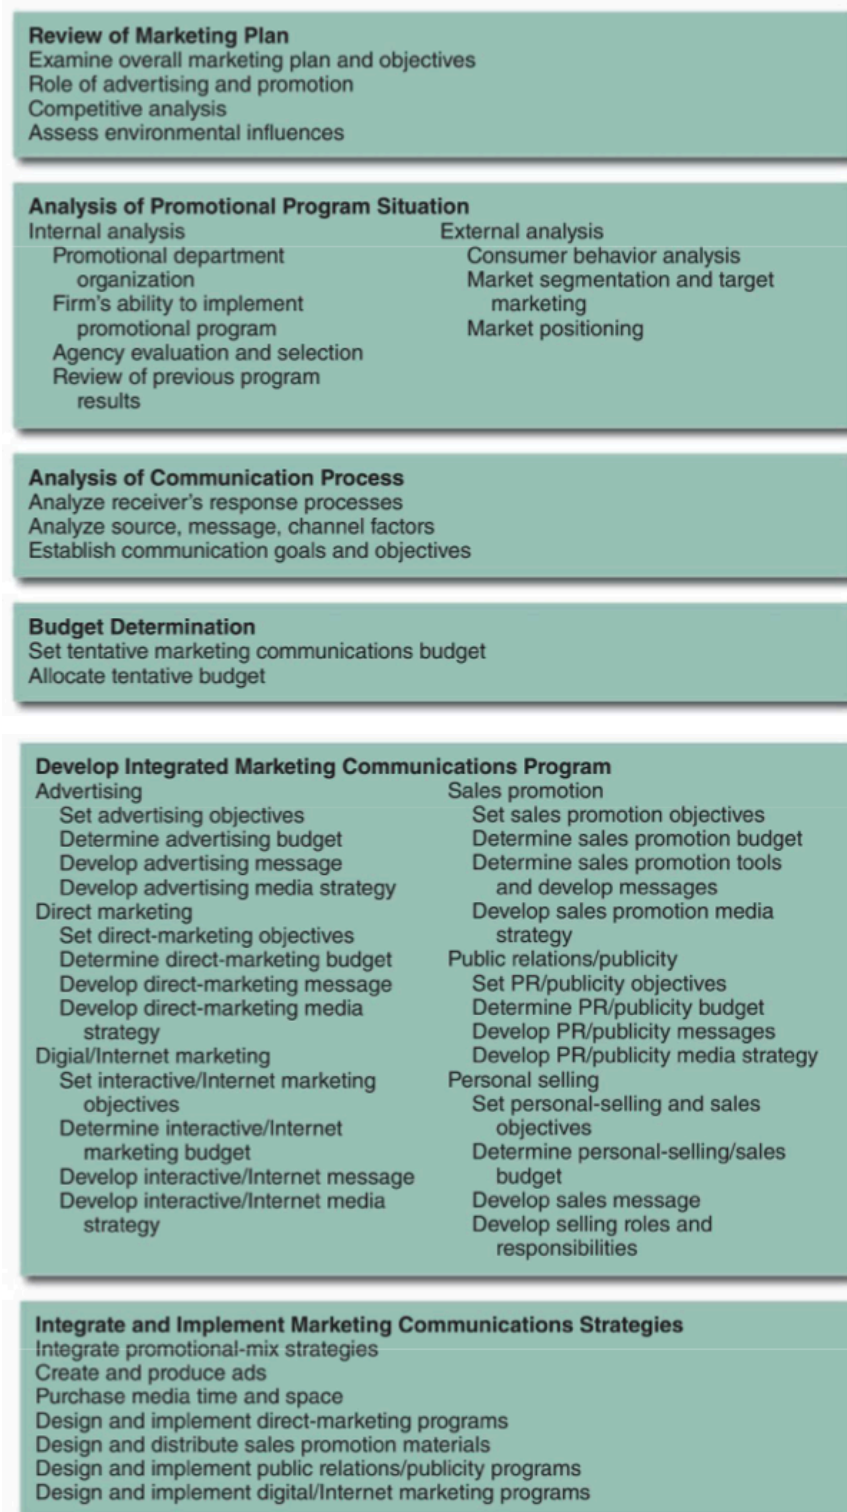 Review of Marketing Plan
Examine overall marketing plan and objectives
Role of advertising and promotion
Competitive analysis
Assess environmental influences
Analysis of Promotional Program Situation
Internal analysis
Promotional department
organization
Firm's ability to implement
promotional program
Agency evaluation and selection
Review of previous program
results
External analysis
Consumer behavior analysis
Market segmentation and target
marketing
Market positioning
Analysis of Communication Process
Analyze receiver's response processes
Analyze source, message, channel factors
Establish communication goals and objectives
Budget Determination
Set tentative marketing communications budget
Allocate tentative budget
Develop Integrated Marketing Communications Program
Advertising
Set advertising objectives
Determine advertising budget
Develop advertising message
Develop advertising media strategy
Direct marketing
Set direct-marketing objectives
Determine direct-marketing budget
Develop direct-marketing message
Develop direct-marketing media
strategy
Digial/Internet marketing
Set interactive/Internet marketing
objectives
Determine interactive/Internet
marketing budget
Develop interactive/Internet message
Develop interactive/Internet media
strategy
Sales promotion
Set sales promotion objectives
Determine sales promotion budget
Determine sales promotion tools
and develop messages
Develop sales promotion media
strategy
Public relations/publicity
Set PR/publicity objectives
Determine PR/publicity budget
Develop PR/publicity messages
Develop PR/publicity media strategy
Personal selling
Set personal-selling and sales
objectives
Determine personal-selling/sales
budget
Develop sales message
Develop selling roles and
responsibilities
Integrate and Implement Marketing Communications Strategies
Integrate promotional-mix strategies
Create and produce ads
Purchase media time and space
Design and implement direct-marketing programs
Design and distribute sales promotion materials
Design and implement public relations/publicity programs
Design and implement digital/Internet marketing programs